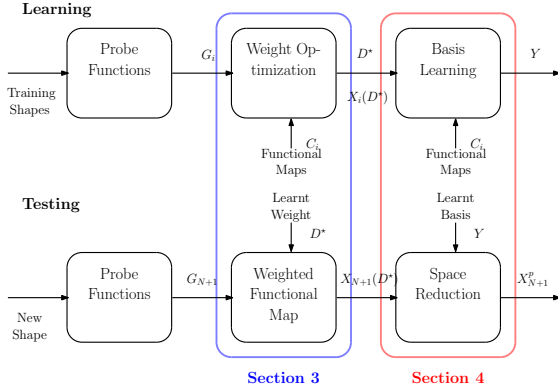 Learning
Probe
Functions
Weight Op-
timization
Basis
Learning
G_i
D^⋆
X_i(D^⋆)
Y
Training
Shapes
C_i
Functional
Maps
C_i
Functional
Maps
Testing
Learnt
Weight
D^⋆
Learnt
Basis
Y
Probe
Functions
Weighted
Functional
Map
Space
Reduction
G_{N+1}
X_{N+1}(D^⋆)
X^p_{N+1}
New
Shape
Section 3
Section 4